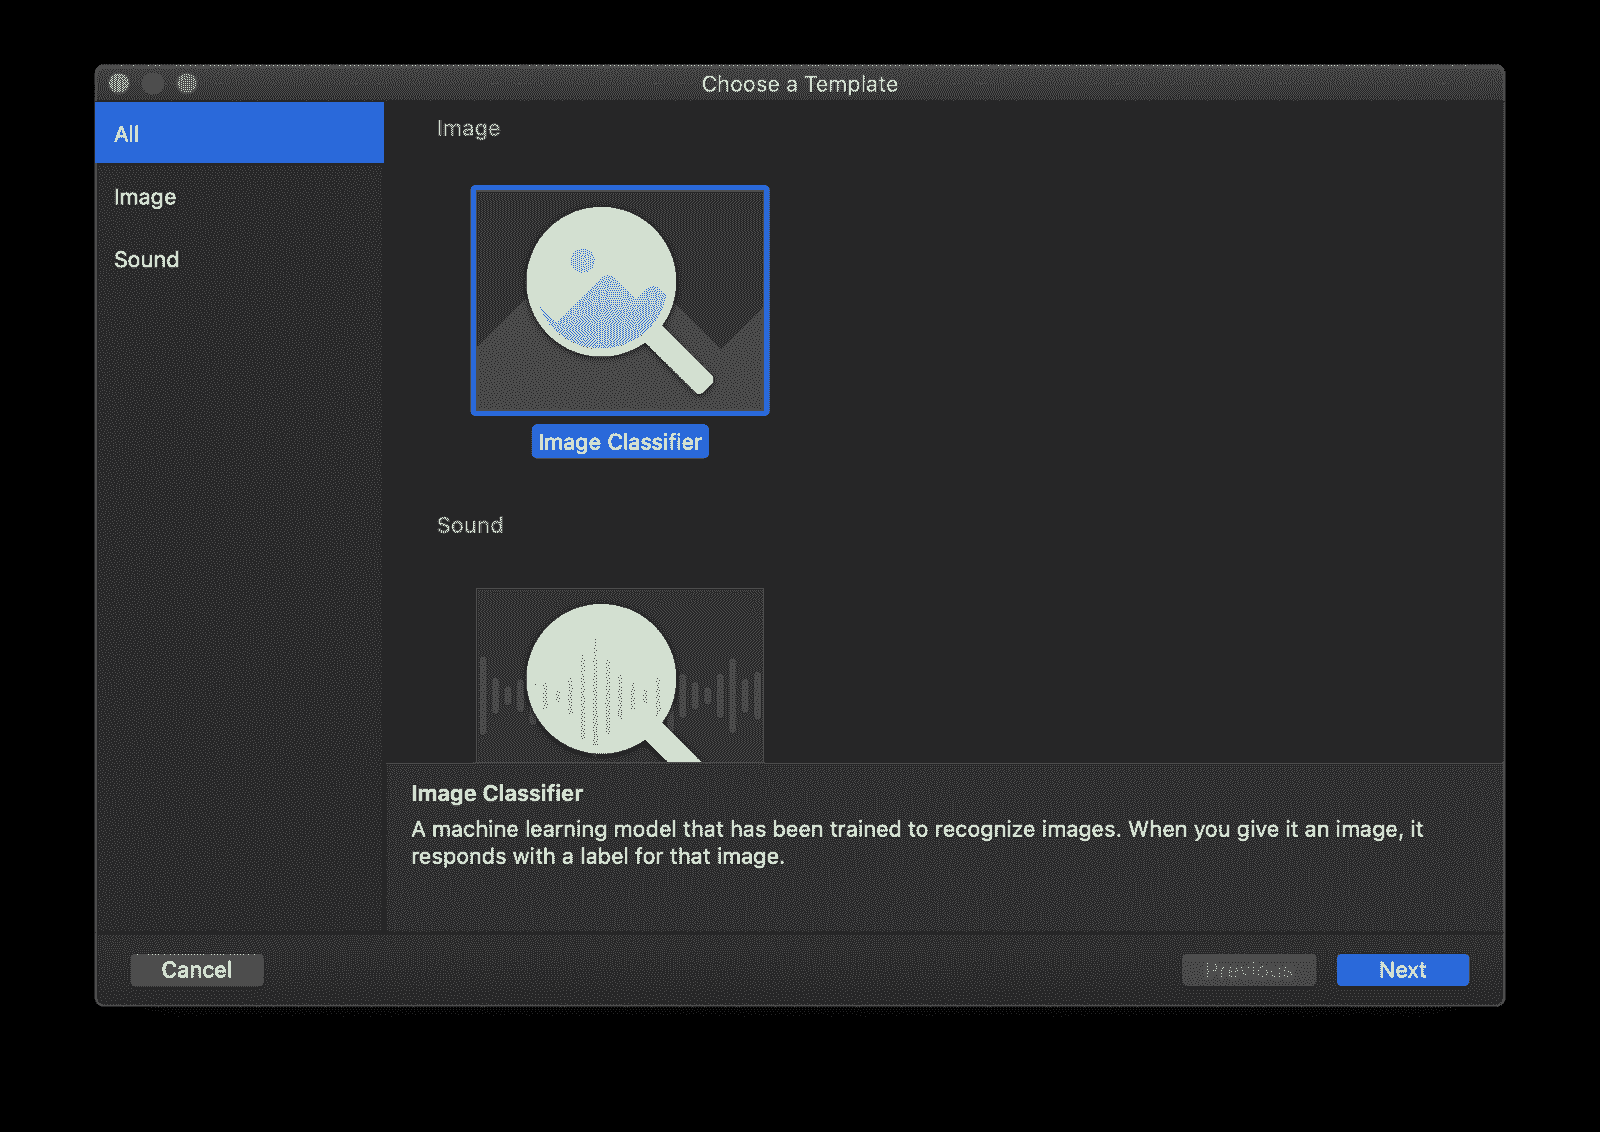 Choose a Template
All
Image
Sound
Image
Image Classifier
Sound
Image Classifier
A machine learning model that has been trained to recognize images. When you give it an image, it
responds with a label for that image.
Cancel
Previous
Next